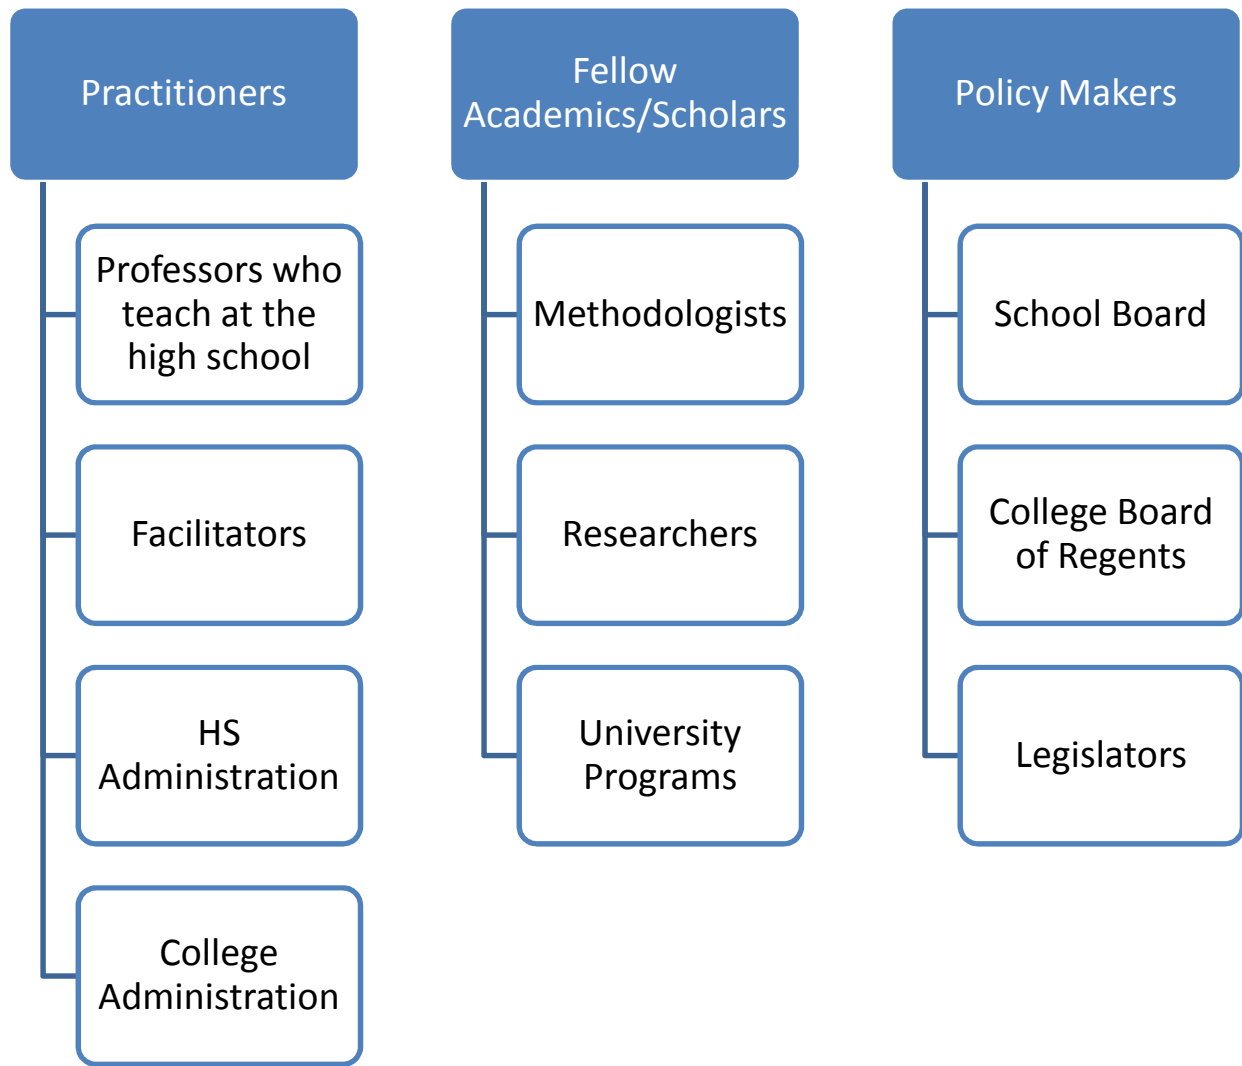 Practitioners
Professors who
teach at the
high school
Facilitators
HS
Administration
College
Administration
Fellow
Academics/Scholars
Methodologists
Researchers
University
Programs
Policy Makers
School Board
College Board
of Regents
Legislators